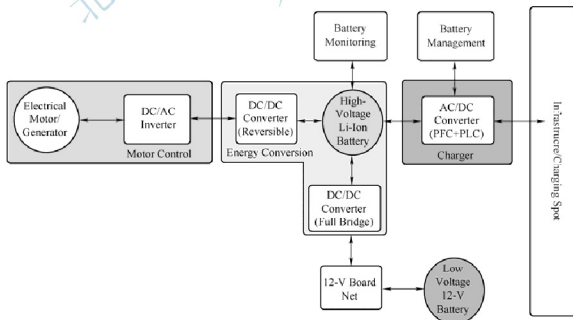 Battery
Monitoring
Battery
Management
Electrical
Motor/
Generator
DC/AC
Inverter
Motor Control
DC/DC
Converter
(Reversible)
Energy Conversion
High-
Voltage
Li-Ion
Battery
AC/DC
Converter
(PFC+PLC)
Charger
DC/DC
Converter
(Full Bridge)
12-V Board
Net
Low
Voltage
12-V
Battery
Infrastrucre/Charging Spot